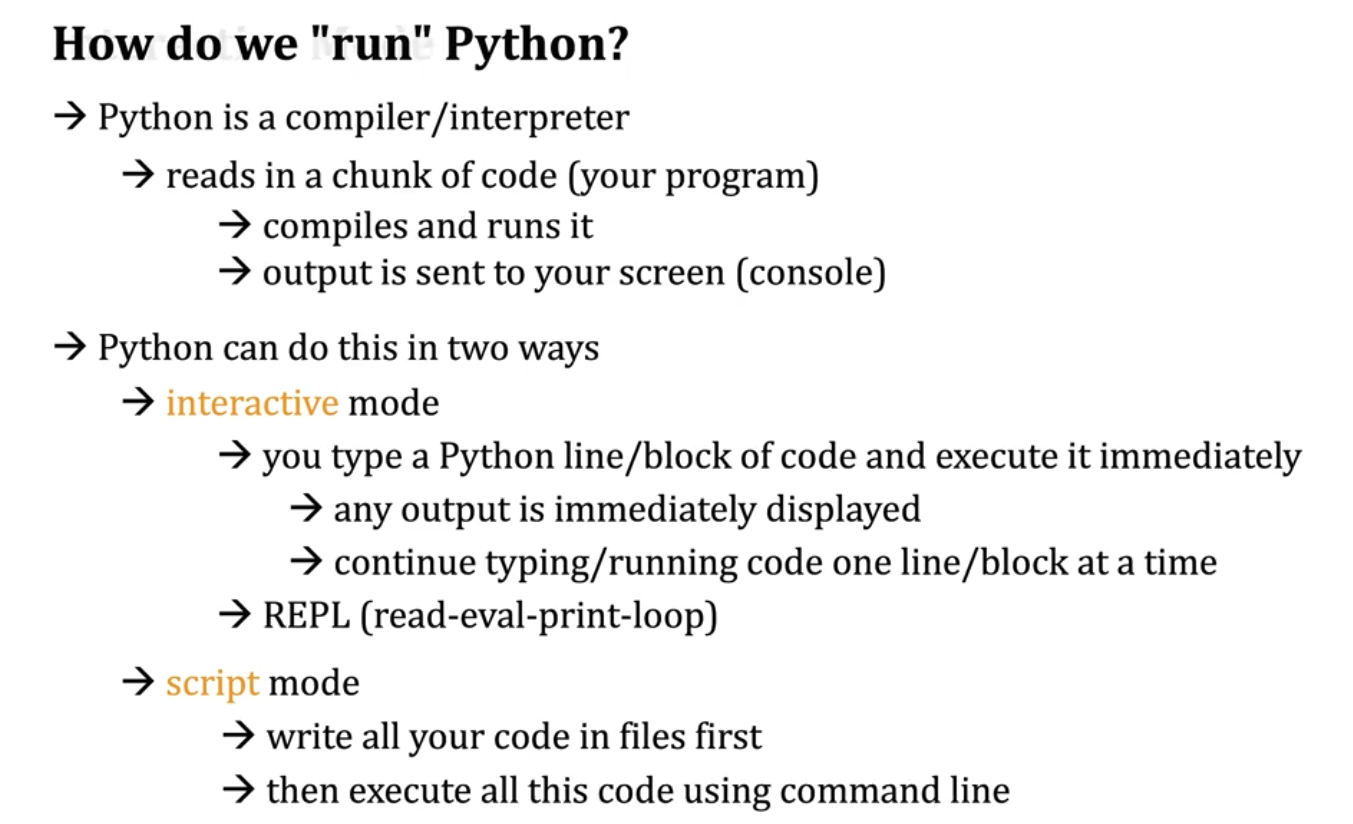 How do we "run" Python?
→ Python is a compiler/interpreter
→ reads in a chunk of code (your program)
→ compiles and runs it
→ output is sent to your screen (console)
→ Python can do this in two ways
→ interactive mode
→ you type a Python line/block of code and execute it immediately
→ any output is immediately displayed
→ continue typing/running code one line/block at a time
→ REPL (read-eval-print-loop)
→ script mode
→ write all your code in files first
→ then execute all this code using command line